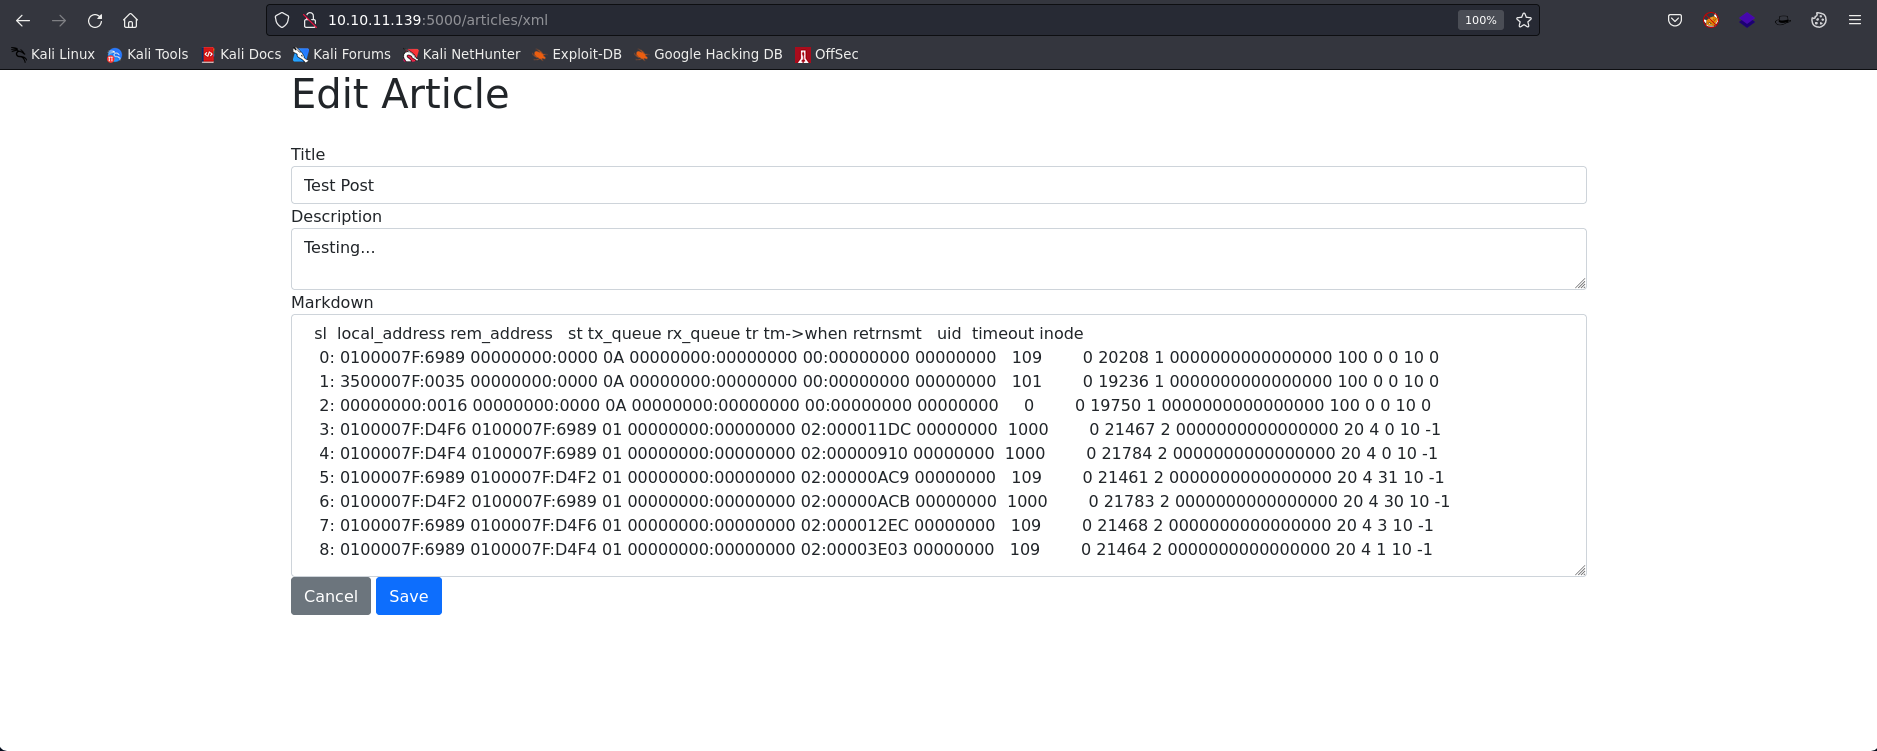 10.10.11.139:5000/articles/xml
100%
Kali Linux Kali Tools Kali Docs Kali Forums Kali NetHunter Exploit-DB Google Hacking DB OffSec
Edit Article
Title
Test Post
Description
Testing...
Markdown
sl local_address rem_address st tx_queue rx_queue tr tm->when retrnsmt uid timeout inode
0: 0100007F:6989 00000000:0000 0A 00000000:00000000 00:00000000 00000000 109 0 20208 1 0000000000000000 100 0 0 10 0
1: 3500007F:0035 00000000:0000 0A 00000000:00000000 00:00000000 00000000 101 0 19236 1 0000000000000000 100 0 0 10 0
2: 00000000:0016 00000000:0000 0A 00000000:00000000 00:00000000 00000000 0 0 19750 1 0000000000000000 100 0 0 10 0
3: 0100007F:D4F6 0100007F:6989 01 00000000:00000000 02:000011DC 00000000 1000 0 21467 2 0000000000000000 20 4 0 10 -1
4: 0100007F:D4F4 0100007F:6989 01 00000000:00000000 02:00000910 00000000 1000 0 21784 2 0000000000000000 20 4 0 10 -1
5: 0100007F:6989 0100007F:D4F2 01 00000000:00000000 02:00000AC9 00000000 109 0 21461 2 0000000000000000 20 4 31 10 -1
6: 0100007F:D4F2 0100007F:6989 01 00000000:00000000 02:00000ACB 00000000 1000 0 21783 2 0000000000000000 20 4 30 10 -1
7: 0100007F:6989 0100007F:D4F6 01 00000000:00000000 02:000012EC 00000000 109 0 21468 2 0000000000000000 20 4 3 10 -1
8: 0100007F:6989 0100007F:D4F4 01 00000000:00000000 02:00003E03 00000000 109 0 21464 2 0000000000000000 20 4 1 10 -1
Cancel Save